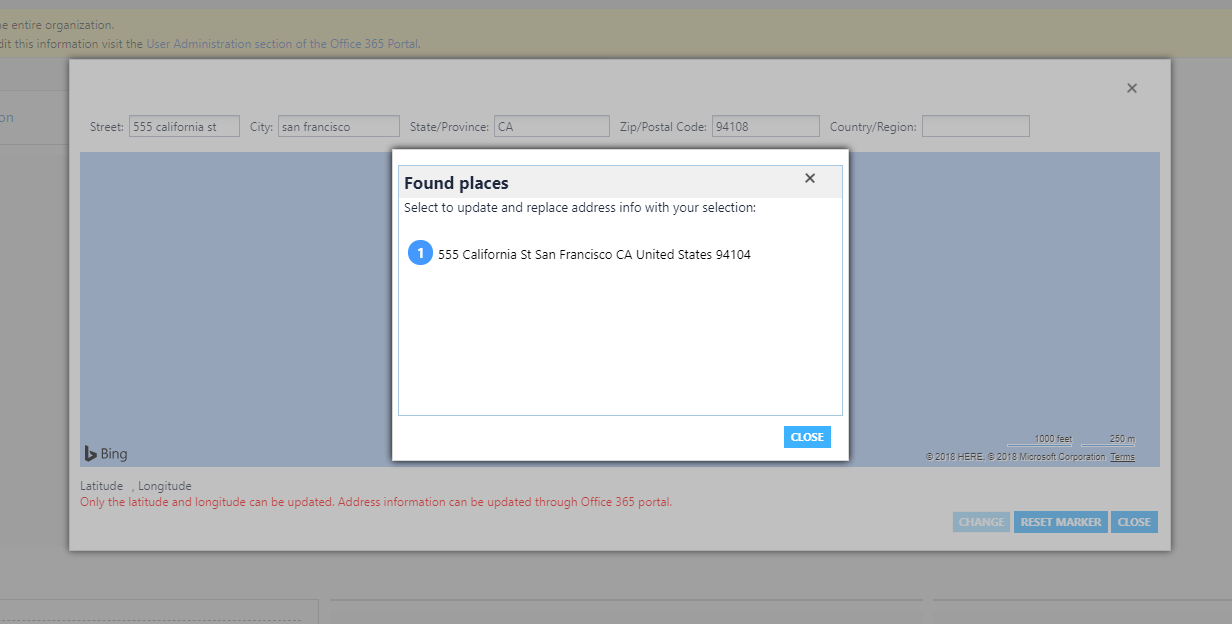 e entire organization.
dit this information visit the User Administration section of the Office 365 Portal.
on
Street: 555 california st City: san francisco State/Province: CA Zip/Postal Code: 94108 Country/Region:
Found places
Select to update and replace address info with your selection:
1 555 California St San Francisco CA United States 94104
CLOSE
1000 feet 250 m
Bing
© 2018 HERE, © 2018 Microsoft Corporation Terms
Latitude , Longitude
Only the latitude and longitude can be updated. Address information can be updated through Office 365 portal.
CHANGE RESET MARKER CLOSE